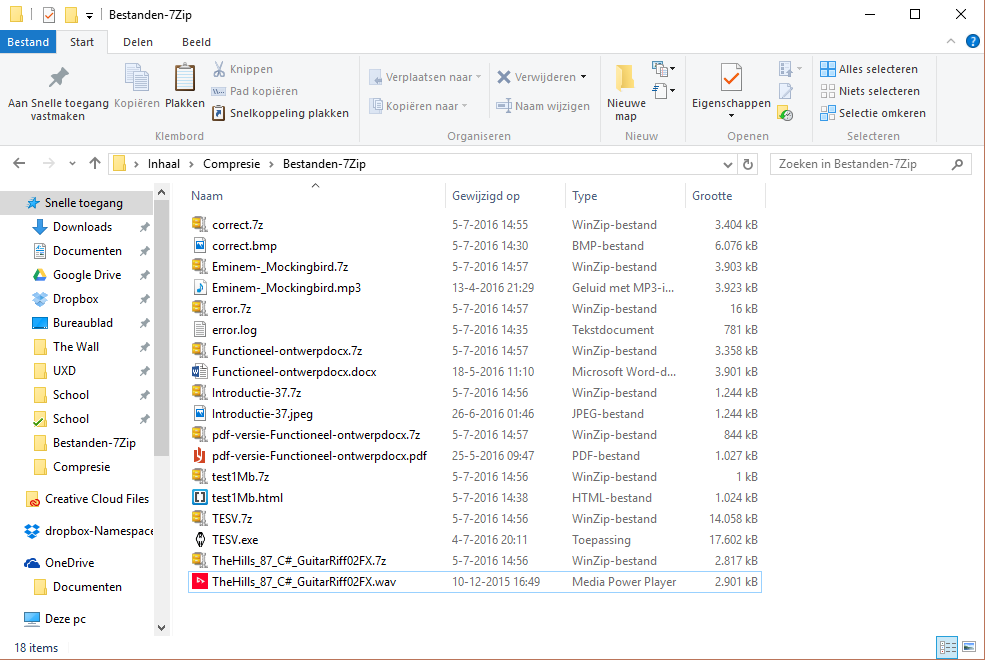 Bestanden-7Zip
Bestand Start Delen Beeld
Aan Snelle toegang vastmaken
Kopiëren
Plakken
Knippen
Pad kopiëren
Snelkoppeling plakken
Klembord
Verplaatsen naar
Kopiëren naar
Verwijderen
Naam wijzigen
Organiseren
Nieuwe map
Nieuw
Eigenschappen
Openen
Alles selecteren
Niets selecteren
Selectie omkeren
Selecteren
Inhaal > Compresie > Bestanden-7Zip
Zoeken in Bestanden-7Zip
Snelle toegang
Downloads
Documenten
Google Drive
Dropbox
Bureaublad
The Wall
UXD
School
School
Bestanden-7Zip
Compresie
Creative Cloud Files
dropbox-Namespace
OneDrive
Documenten
Deze pc
Naam Gewijzigd op Type Grootte
correct.7z 5-7-2016 14:55 WinZip-bestand 3.404 kB
correct.bmp 5-7-2016 14:30 BMP-bestand 6.076 kB
Eminem-_Mockingbird.7z 5-7-2016 14:57 WinZip-bestand 3.903 kB
Eminem-_Mockingbird.mp3 13-4-2016 21:29 Geluid met MP3-i... 3.923 kB
error.7z 5-7-2016 14:57 WinZip-bestand 16 kB
error.log 5-7-2016 14:35 Tekstdocument 781 kB
Functioneel-ontwerpdocx.7z 5-7-2016 14:57 WinZip-bestand 3.358 kB
Functioneel-ontwerpdocx.docx 18-5-2016 11:10 Microsoft Word-d... 3.901 kB
Introductie-37.7z 5-7-2016 14:56 WinZip-bestand 1.244 kB
Introductie-37.jpeg 26-6-2016 01:46 JPEG-bestand 1.244 kB
pdf-versie-Functioneel-ontwerpdocx.7z 5-7-2016 14:57 WinZip-bestand 844 kB
pdf-versie-Functioneel-ontwerpdocx.pdf 25-5-2016 09:47 PDF-bestand 1.027 kB
test1Mb.7z 5-7-2016 14:56 WinZip-bestand 1 kB
test1Mb.html 5-7-2016 14:38 HTML-bestand 1.024 kB
TESV.7z 5-7-2016 14:56 WinZip-bestand 14.058 kB
TESV.exe 4-7-2016 20:11 Toepassing 17.602 kB
TheHills_87_C#_GuitarRiff02FX.7z 5-7-2016 14:56 WinZip-bestand 2.817 kB
TheHills_87_C#_GuitarRiff02FX.wav 10-12-2015 16:49 Media Power Player 2.901 kB
18 items